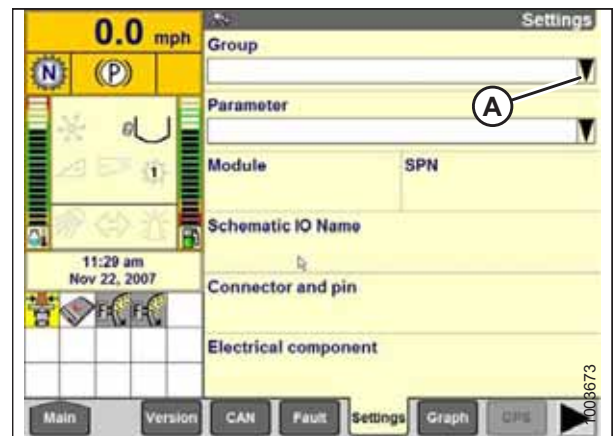 0.0 mph
N
(P)
1
11:29 am
Nov 22, 2007
F
F
Settings
Group
A
Parameter
Module
SPN
Schematic IO Name
Connector and pin
Electrical component
Main
Version
CAN
Fault
Settings
Graph
GPS
1003673